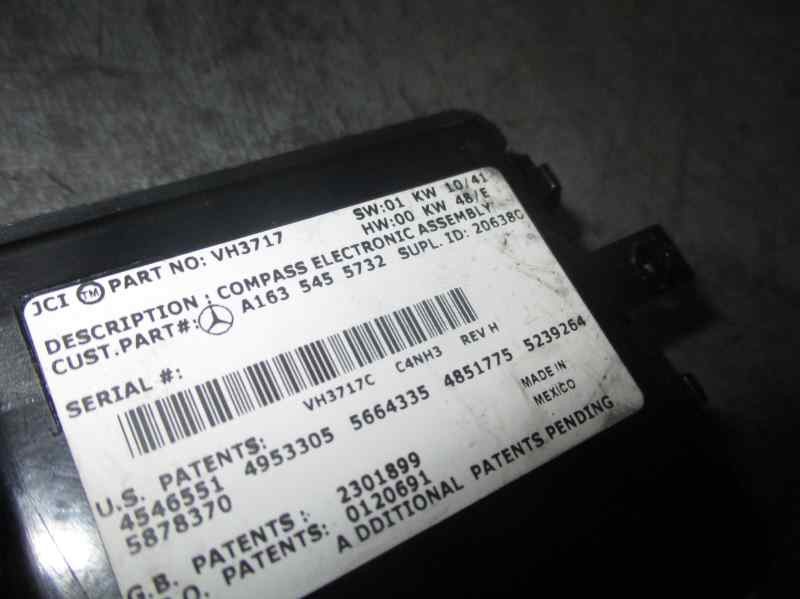 SW:01 KW 10/41
HW:00 KW 48/E
JCI TM PART NO: VH3717
DESCRIPTION : COMPASS ELECTRONIC ASSEMBLY
CUST.PART#: A163 545 5732 SUPL. ID: 20638C
SERIAL #:
VH3717C C4NH3 REV H
U.S. PATENTS:
4546551 4953305 5664335 4851775 5239264
5878370
MADE IN
MEXICO
G.B. PATENTS : 2301899
O. PATENTS: 0120691
A DDITIONAL PATENTS PENDING